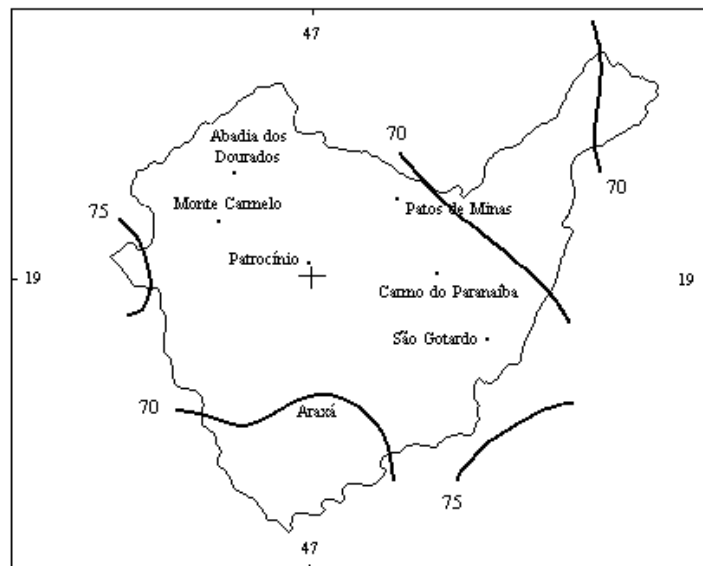 47
70
Abadia dos
Dourados
70
Monte Carmelo
Patos de Minas
75
Patrocínio
19
19
Carmo do Paranaíba
São Gotardo
70
Araxá
75
47